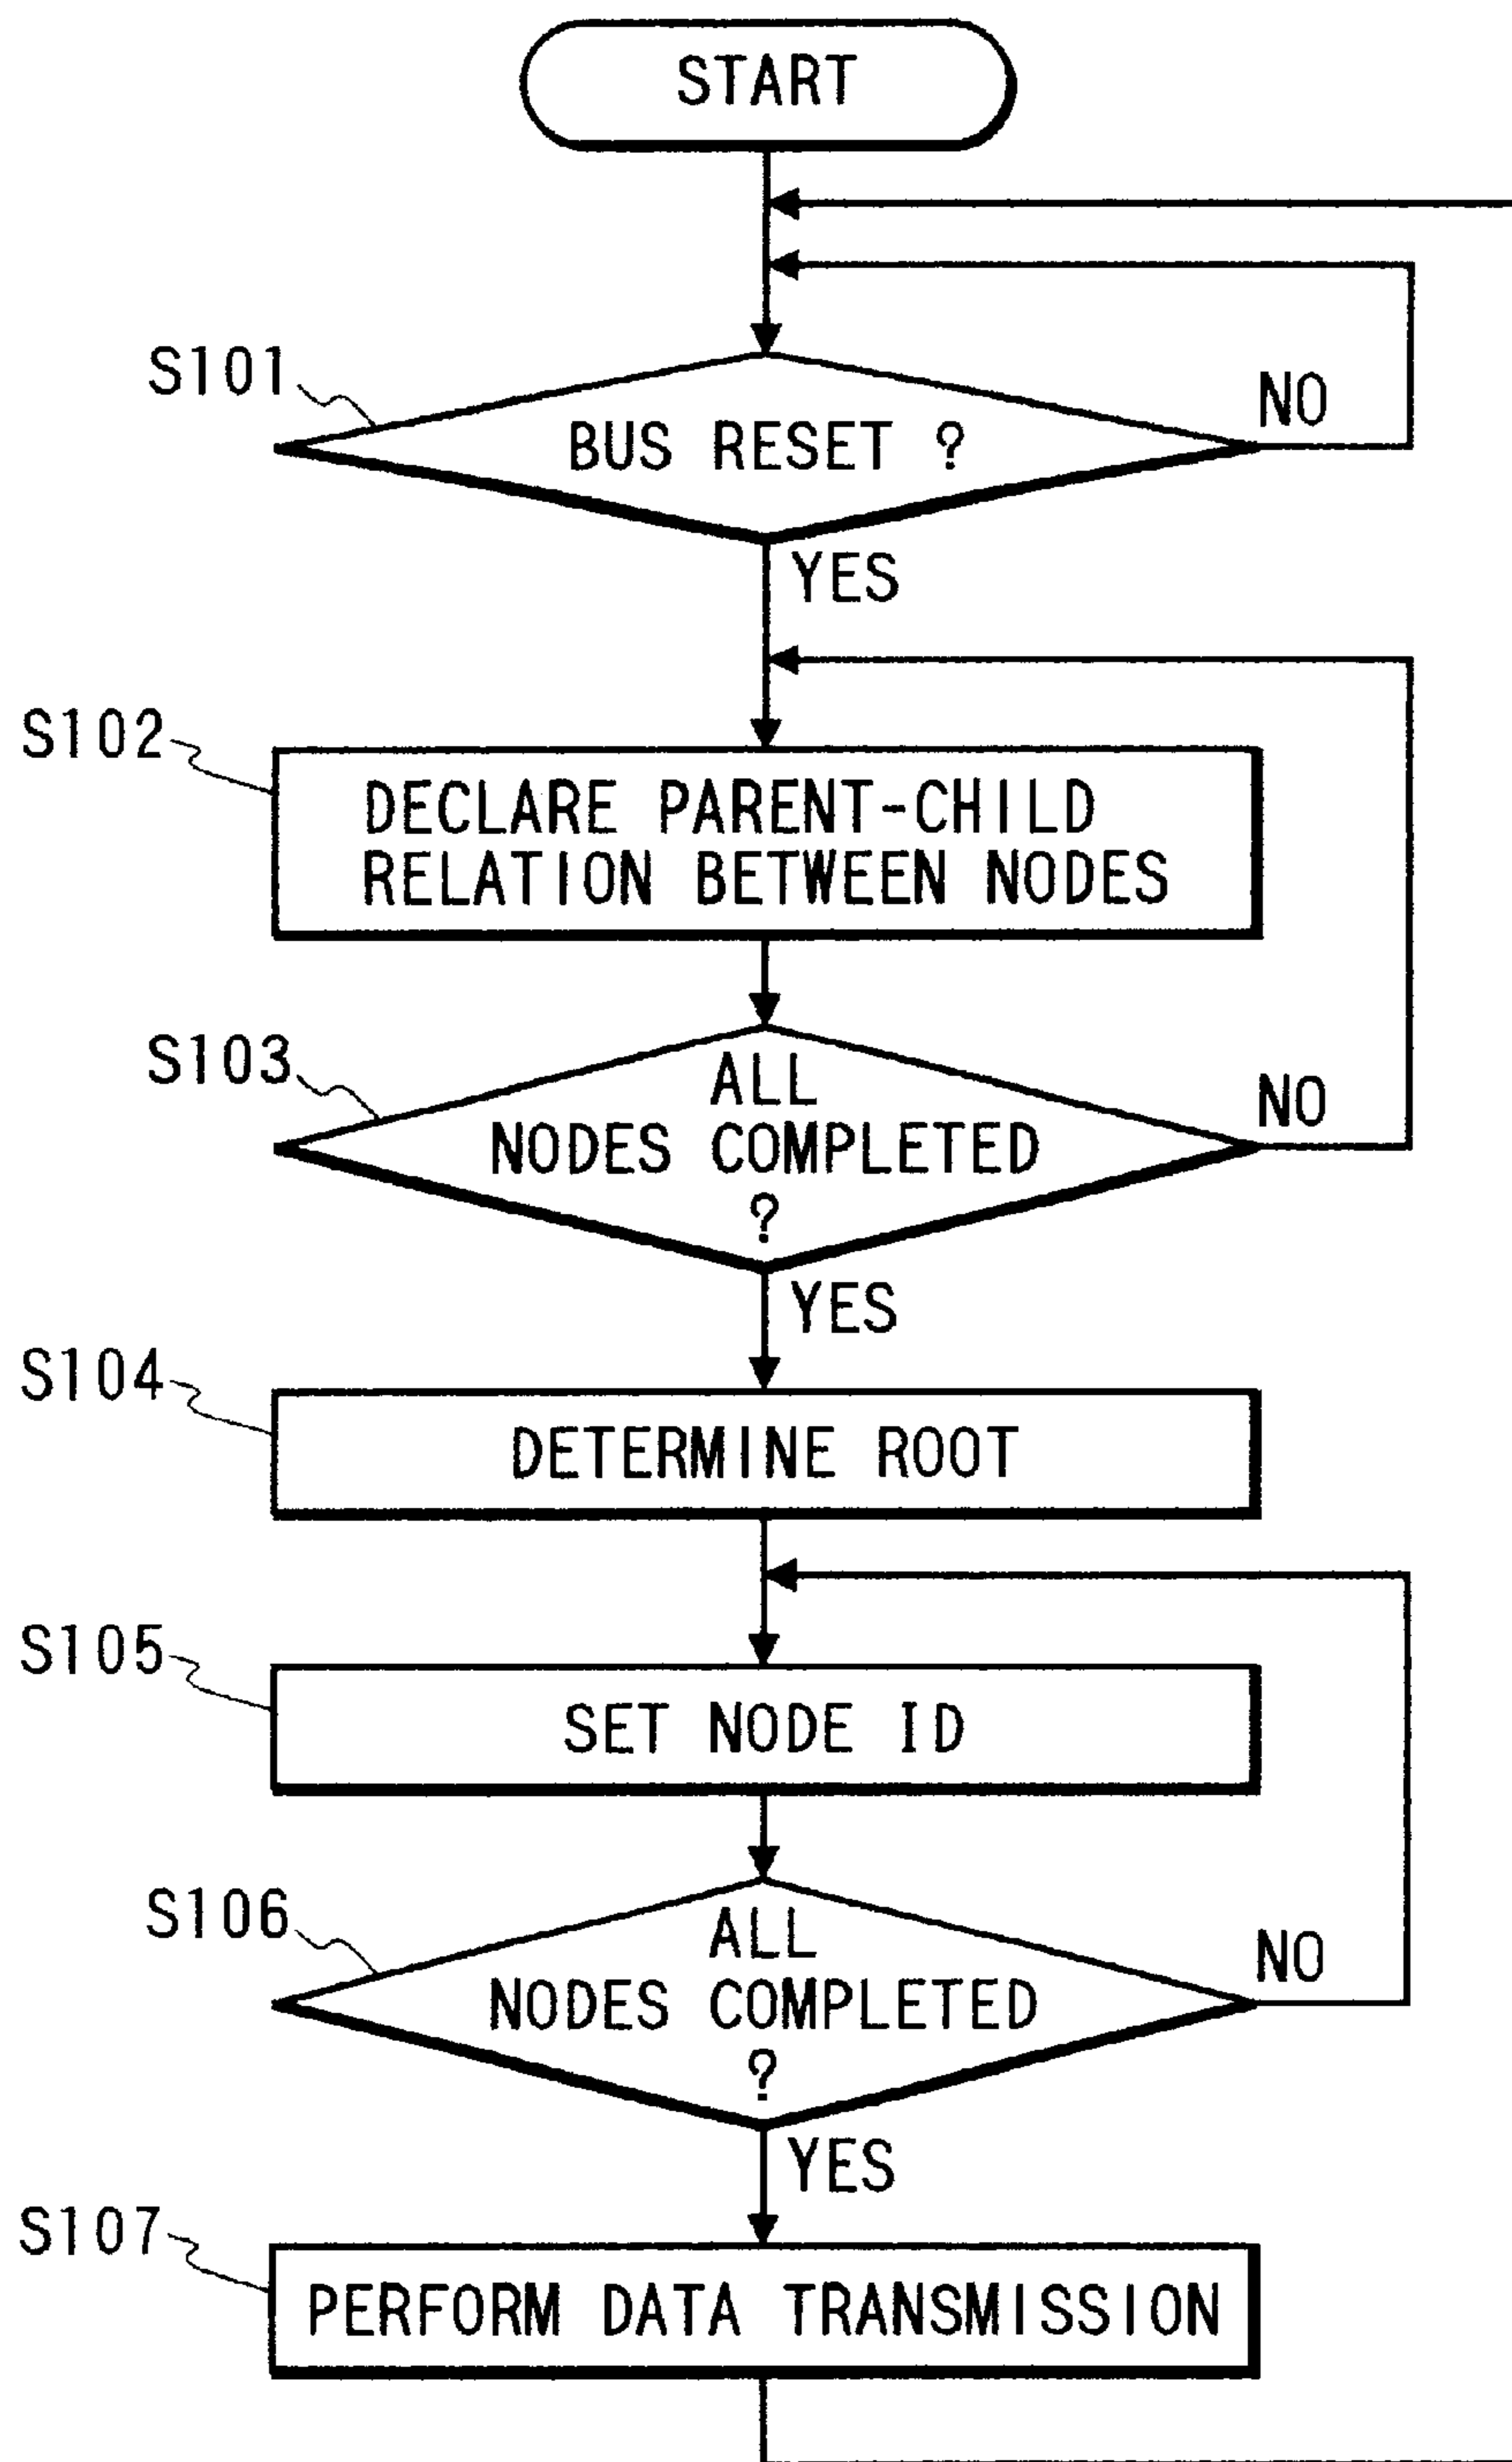 START
S101
BUS RESET ?
NO
YES
S102
DECLARE PARENT-CHILD
RELATION BETWEEN NODES
S103
ALL
NODES COMPLETED
?
NO
YES
S104
DETERMINE ROOT
S105
SET NODE ID
S106
ALL
NODES COMPLETED
?
NO
YES
S107
PERFORM DATA TRANSMISSION